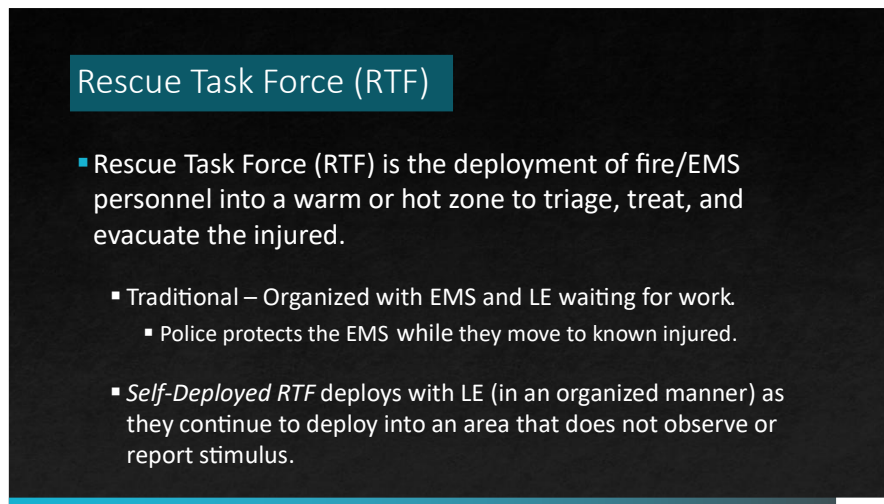 Rescue Task Force (RTF)
▪ Rescue Task Force (RTF) is the deployment of fire/EMS
personnel into a warm or hot zone to triage, treat, and
evacuate the injured.
▪ Traditional – Organized with EMS and LE waiting for work.
▪ Police protects the EMS while they move to known injured.
▪ Self-Deployed RTF deploys with LE (in an organized manner) as
they continue to deploy into an area that does not observe or
report stimulus.